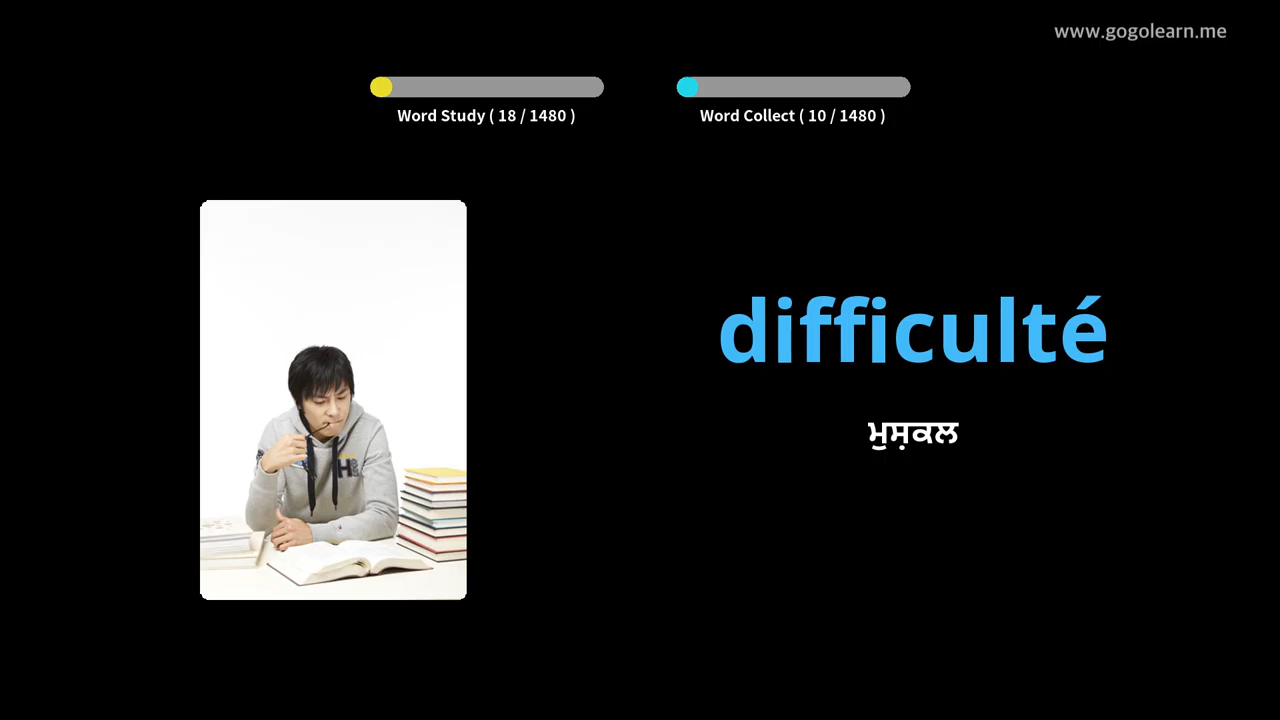 www.gogolearn.me
Word Study ( 18 / 1480 )
Word Collect ( 10 / 1480 )
difficulté
ਮੁਸ਼ਕਲ
H